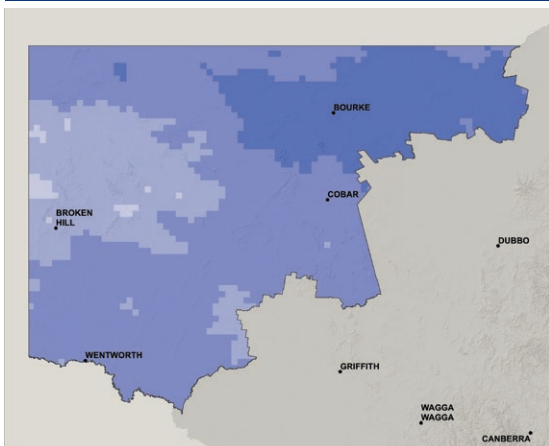 BOURKE
COBAR
BROKEN
HILL
DUBBO
WENTWORTH
GRIFFITH
WAGGA
WAGGA
CANBERRA